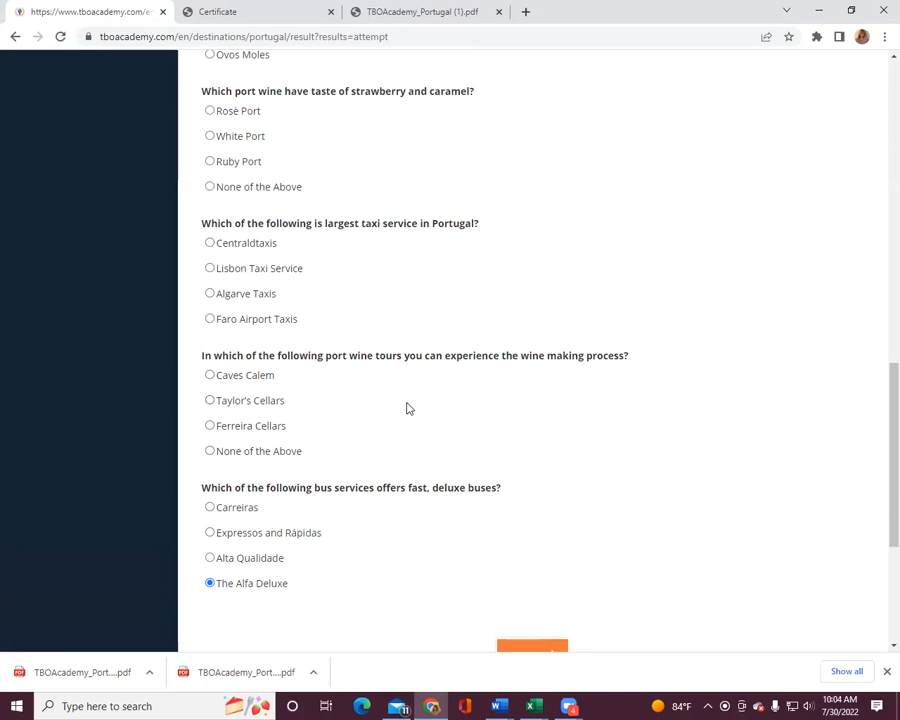 https://www.tboacademy.com/en
Certificate
TBOAcademy_Portugal (1).pdf
tboacademy.com/en/destinations/portugal/result?results=attempt
Ovos Moles
Which port wine have taste of strawberry and caramel?
Rosè Port
White Port
Ruby Port
None of the Above
Which of the following is largest taxi service in Portugal?
Centraldtaxis
Lisbon Taxi Service
Algarve Taxis
Faro Airport Taxis
In which of the following port wine tours you can experience the wine making process?
Caves Calem
Taylor's Cellars
Ferreira Cellars
None of the Above
Which of the following bus services offers fast, deluxe buses?
Carreiras
Expressos and Rápidas
Alta Qualidade
The Alfa Deluxe
TBOAcademy_Port....pdf
TBOAcademy_Port....pdf
Show all
Type here to search
11
4
84°F
10:04 AM
7/30/2022